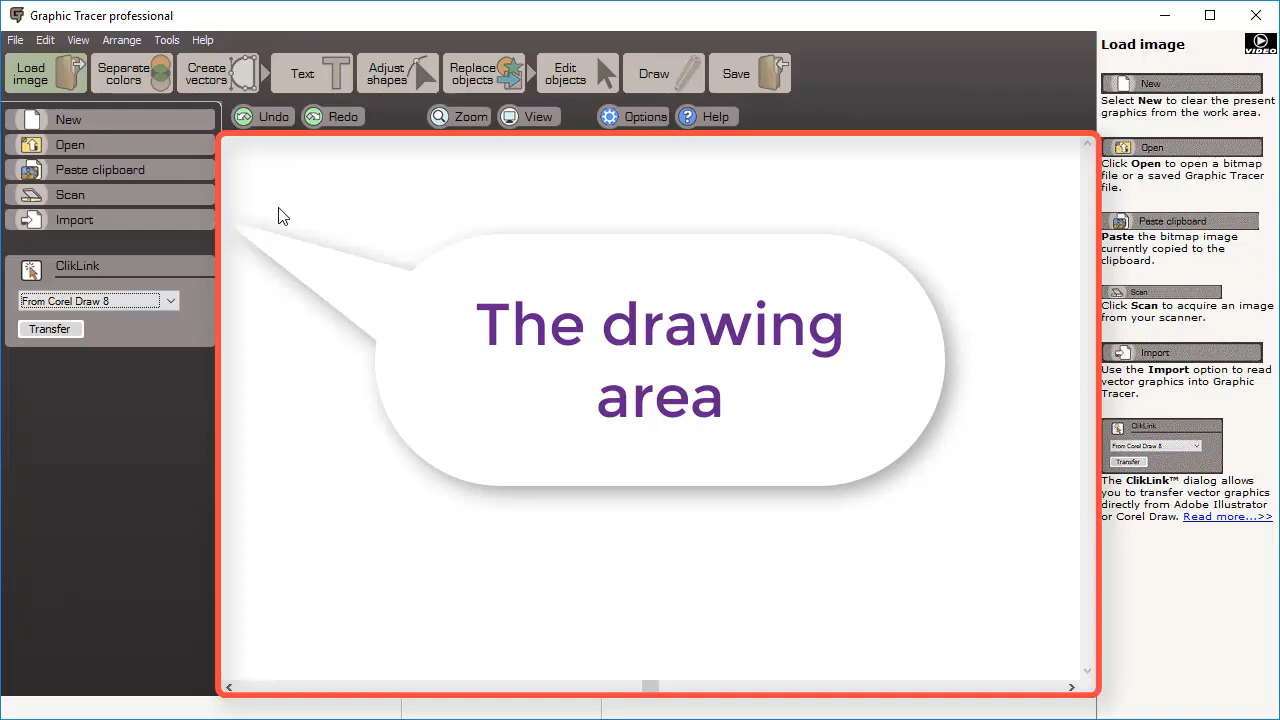 Graphic Tracer professional
File Edit View Arrange Tools Help
Load image
Separate colors
Create vectors
Text
Adjust shapes
Replace objects
Edit objects
Draw
Save
Undo Redo Zoom View Options Help
New
Open
Paste clipboard
Scan
Import
ClikLink
From Corel Draw 8
Transfer
The drawing
area
Load image
VIDEO
New
Select New to clear the present
graphics from the work area.
Open
Click Open to open a bitmap
file or a saved Graphic Tracer
file.
Paste clipboard
Paste the bitmap image
currently copied to the
clipboard.
Scan
Click Scan to acquire an image
from your scanner.
Import
Use the Import option to read
vector graphics into Graphic
Tracer.
ClikLink
From Corel Draw 8
Transfer
The ClikLink™ dialog allows
you to transfer vector graphics
directly from Adobe Illustrator
or Corel Draw. Read more...>>